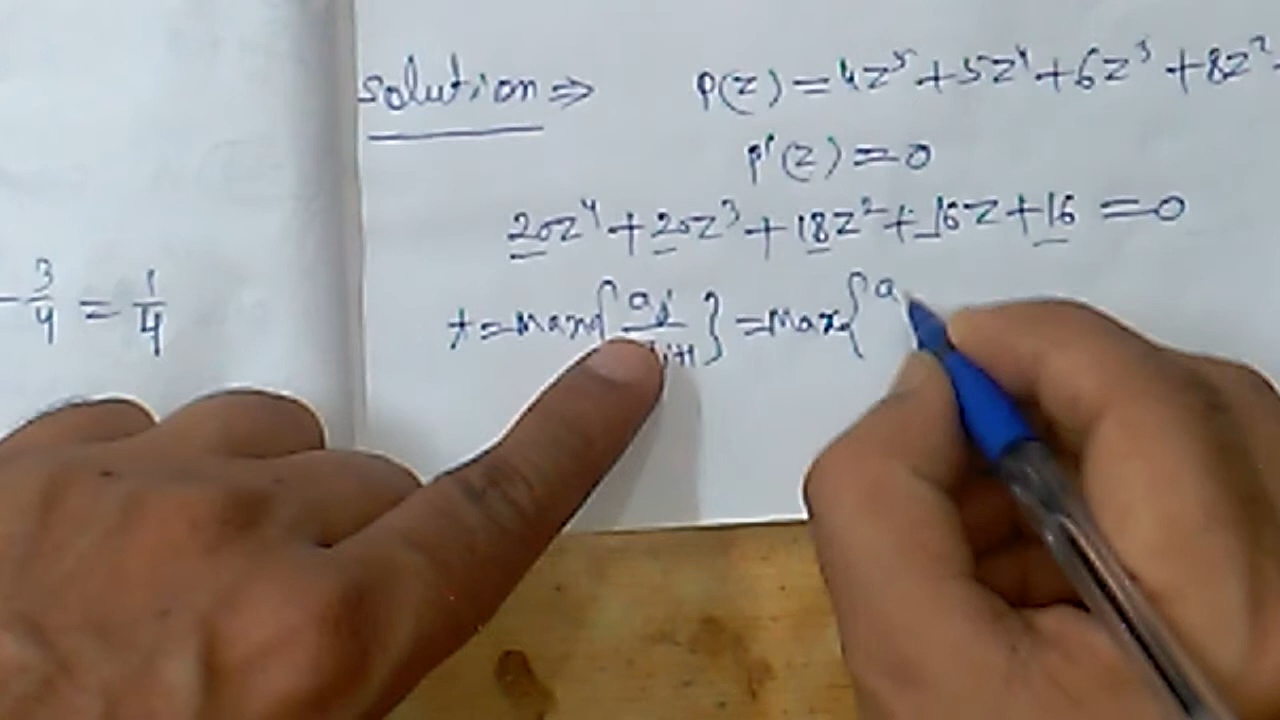 Solution ⇒ P(z) = 4z⁵ + 5z⁴ + 6z³ + 8z²
P'(z) = 0
20z⁴ + 20z³ + 18z² + 16z + 16 = 0
- 3/4 = 1/4
t = Max{ = Max{ a